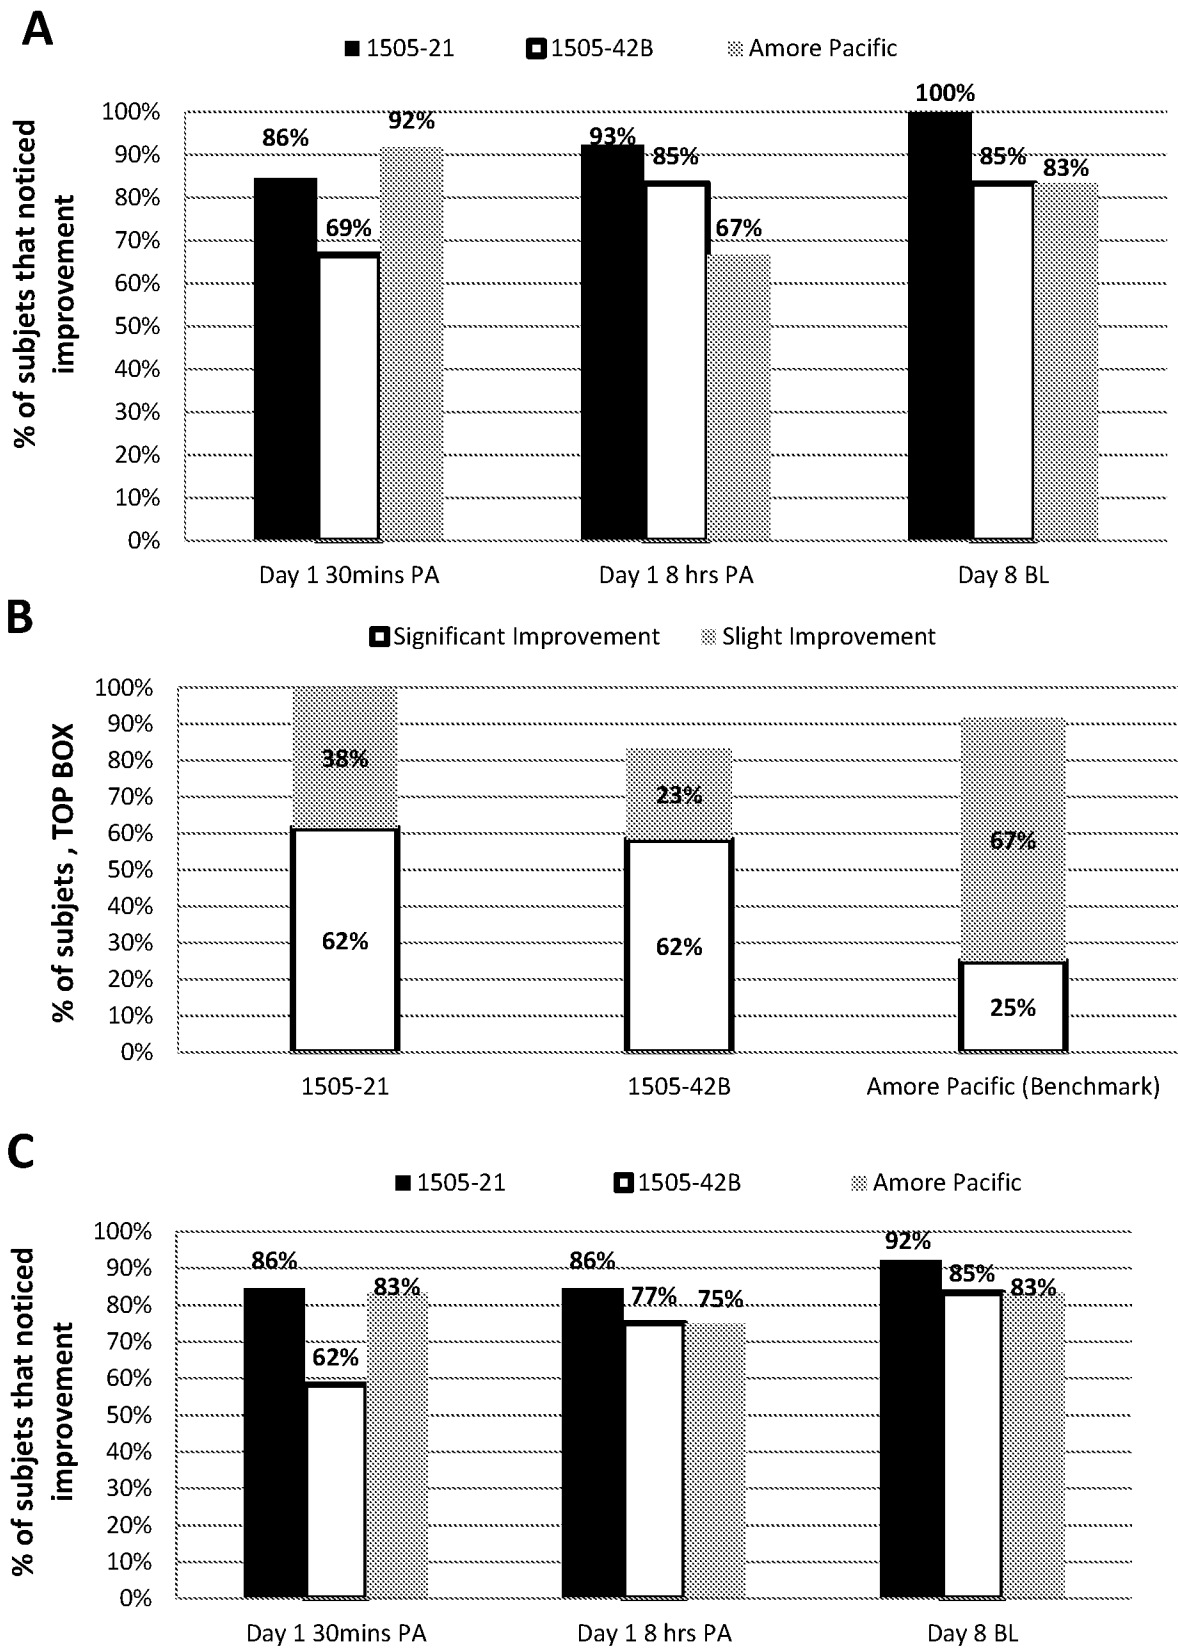 A
1505-21 1505-42B Amore Pacific
% of subjets that noticed
improvement
100%
90%
80%
70%
60%
50%
40%
30%
20%
10%
0%
86% 69% 92%
93% 85% 67%
100% 85% 83%
Day 1 30mins PA Day 1 8 hrs PA Day 8 BL
B
Significant Improvement Slight Improvement
% of subjets , TOP BOX
100%
90%
80%
70%
60%
50%
40%
30%
20%
10%
0%
38% 23% 67%
62% 62% 25%
1505-21 1505-42B Amore Pacific (Benchmark)
C
1505-21 1505-42B Amore Pacific
% of subjets that noticed
improvement
100%
90%
80%
70%
60%
50%
40%
30%
20%
10%
0%
86% 62% 83%
86% 77% 75%
92% 85% 83%
Day 1 30mins PA Day 1 8 hrs PA Day 8 BL